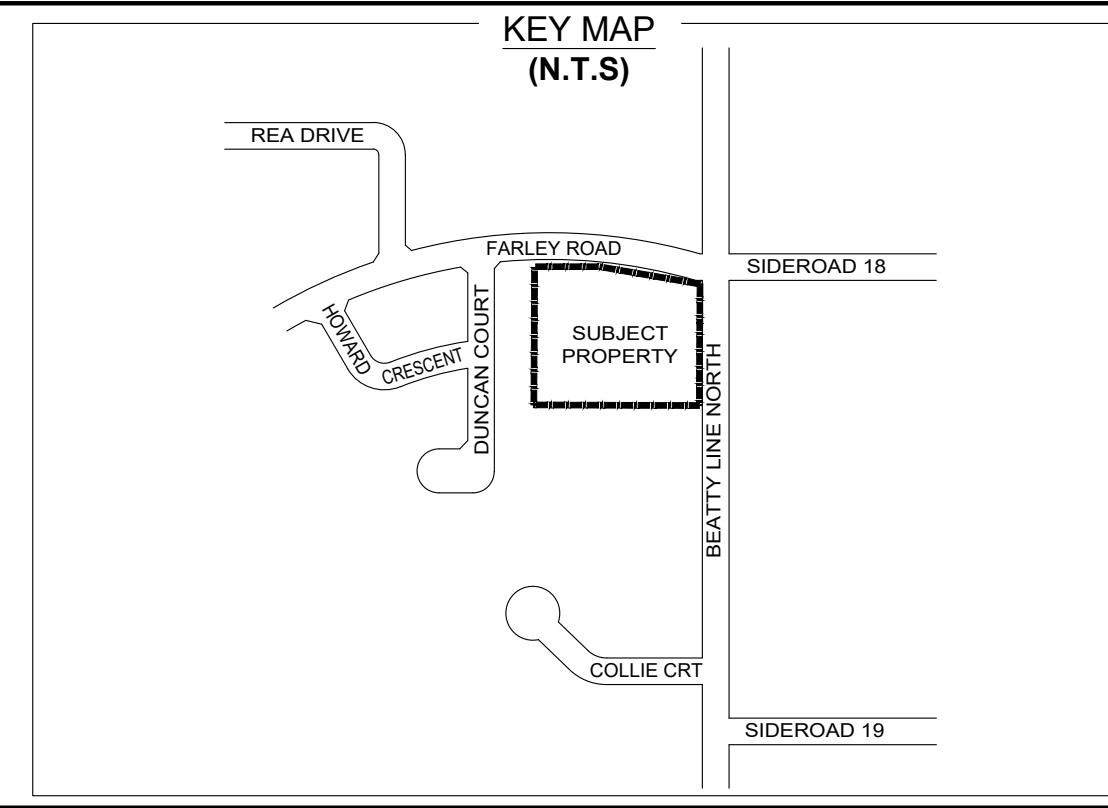 KEY MAP
(N.T.S)
REA DRIVE
FARLEY ROAD
SIDEROAD 18
HOWARD
CRESCENT
DUNCAN COURT
SUBJECT
PROPERTY
BEATTY LINE NORTH
COLLIE CRT
SIDEROAD 19